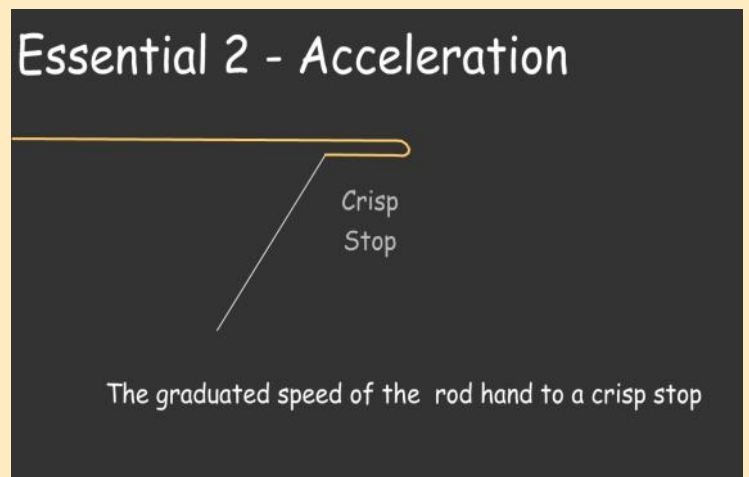 Essential 2 - Acceleration
Crisp
Stop
The graduated speed of the rod hand to a crisp stop